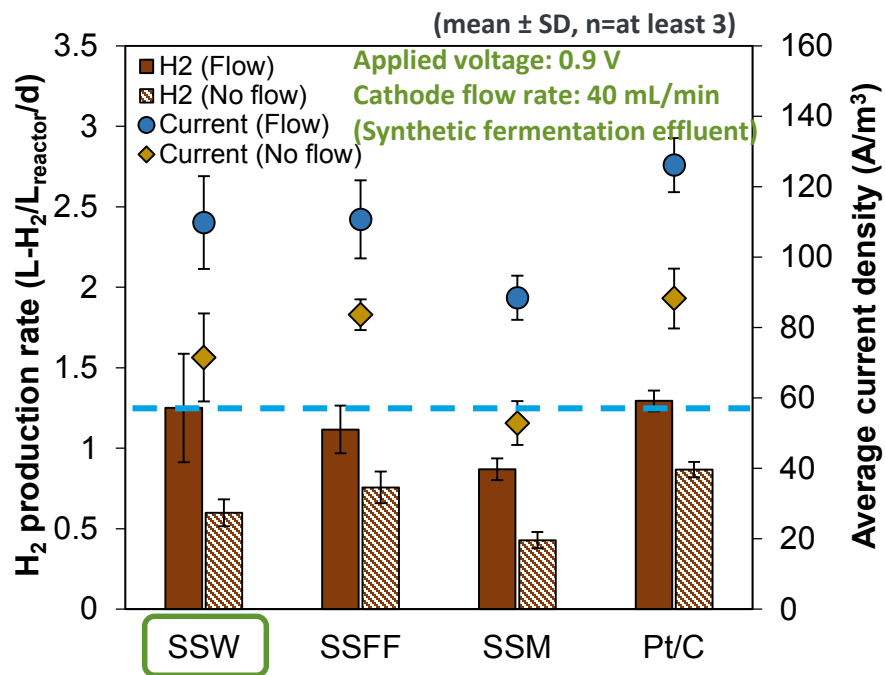 (mean ± SD, n=at least 3)
Applied voltage: 0.9 V
Cathode flow rate: 40 mL/min
(Synthetic fermentation effluent)
H2 (Flow)
H2 (No flow)
Current (Flow)
Current (No flow)
H₂ production rate (L-H₂/L_reactor/d)
3.5
3
2.5
2
1.5
1
0.5
0
Average current density (A/m³)
160
140
120
100
80
60
40
20
0
SSW
SSFF
SSM
Pt/C